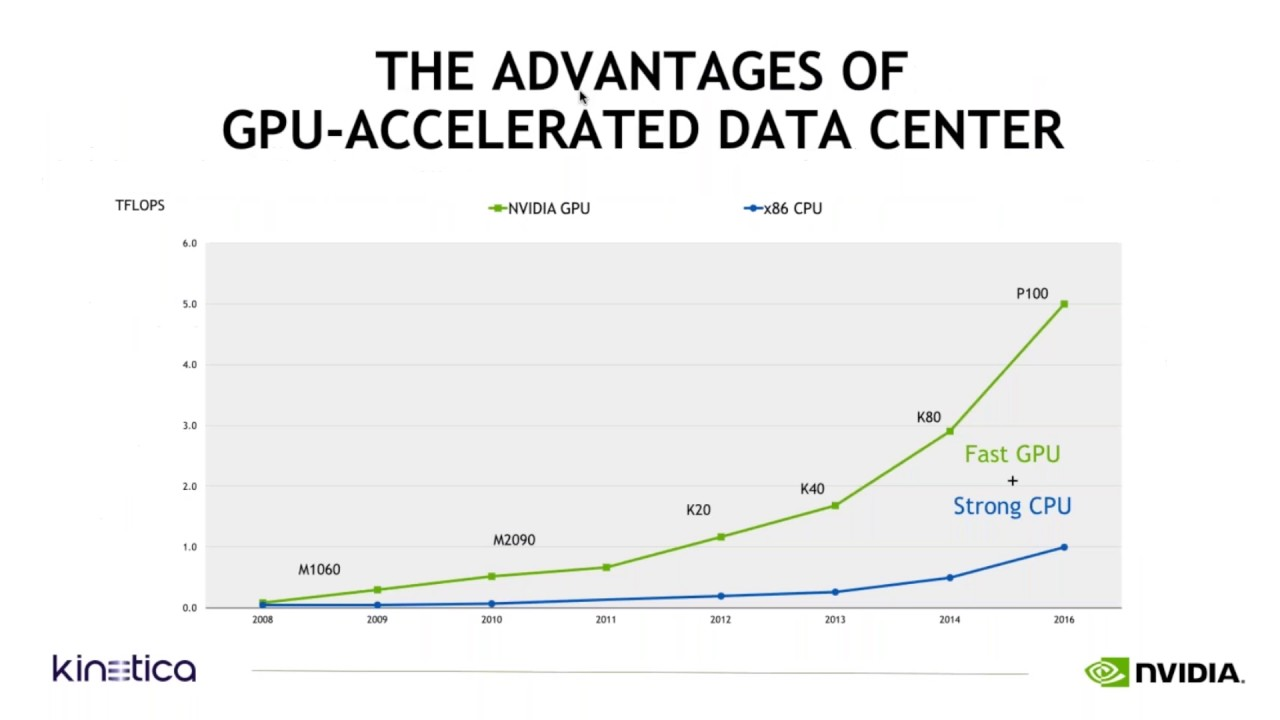 THE ADVANTAGES OF
GPU-ACCELERATED DATA CENTER
TFLOPS
NVIDIA GPU
x86 CPU
6.0
5.0
4.0
3.0
2.0
1.0
0.0
M1060
M2090
K20
K40
K80
P100
Fast GPU
+
Strong CPU
2008
2009
2010
2011
2012
2013
2014
2016
kinetica
NVIDIA.